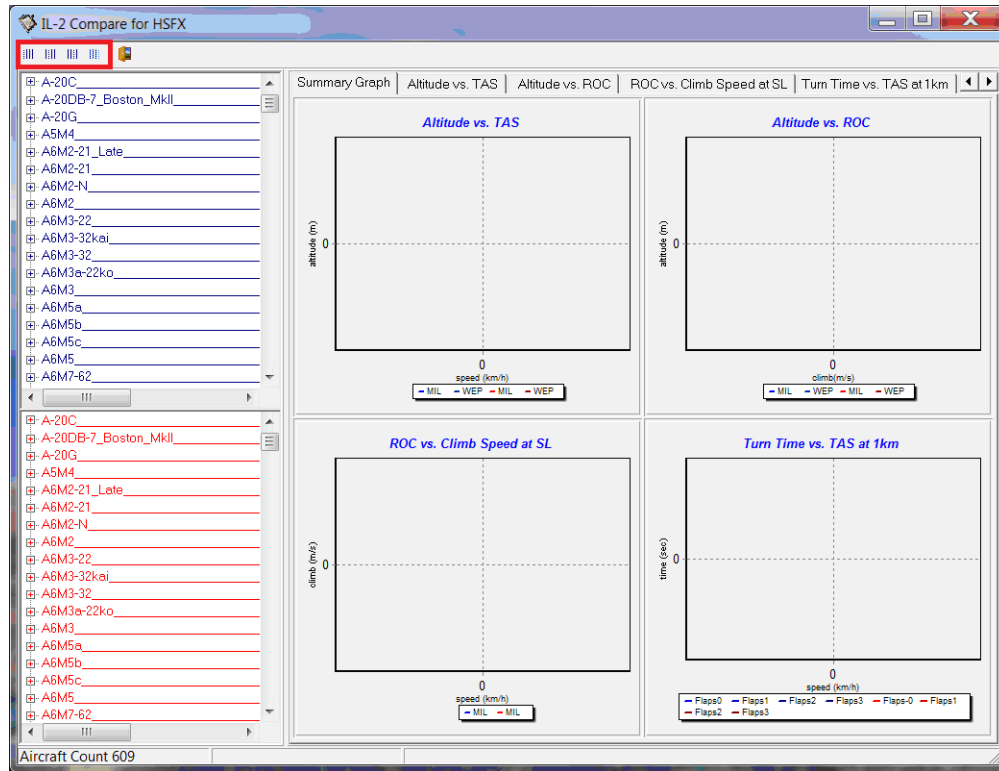 IL-2 Compare for HSFX
A-20C
A-20DB-7_Boston_MkII
A-20G
A5M4
A6M2-21_Late
A6M2-21
A6M2-N
A6M2
A6M3-22
A6M3-32kai
A6M3-32
A6M3a-22ko
A6M3
A6M5a
A6M5b
A6M5c
A6M5
A6M7-62
A-20C
A-20DB-7_Boston_MkII
A-20G
A5M4
A6M2-21_Late
A6M2-21
A6M2-N
A6M2
A6M3-22
A6M3-32kai
A6M3-32
A6M3a-22ko
A6M3
A6M5a
A6M5b
A6M5c
A6M5
A6M7-62
Summary Graph Altitude vs. TAS Altitude vs. ROC ROC vs. Climb Speed at SL Turn Time vs. TAS at 1km
Altitude vs. TAS
altitude (m)
0
0
speed (km/h)
MIL WEP MIL WEP
Altitude vs. ROC
altitude (m)
0
0
climb(m/s)
MIL WEP MIL WEP
ROC vs. Climb Speed at SL
climb (m/s)
0
0
speed (km/h)
MIL MIL
Turn Time vs. TAS at 1km
time (sec)
0
0
speed (km/h)
Flaps0 Flaps1 Flaps2 Flaps3 Flaps-0 Flaps1
Flaps2 Flaps3
Aircraft Count 609